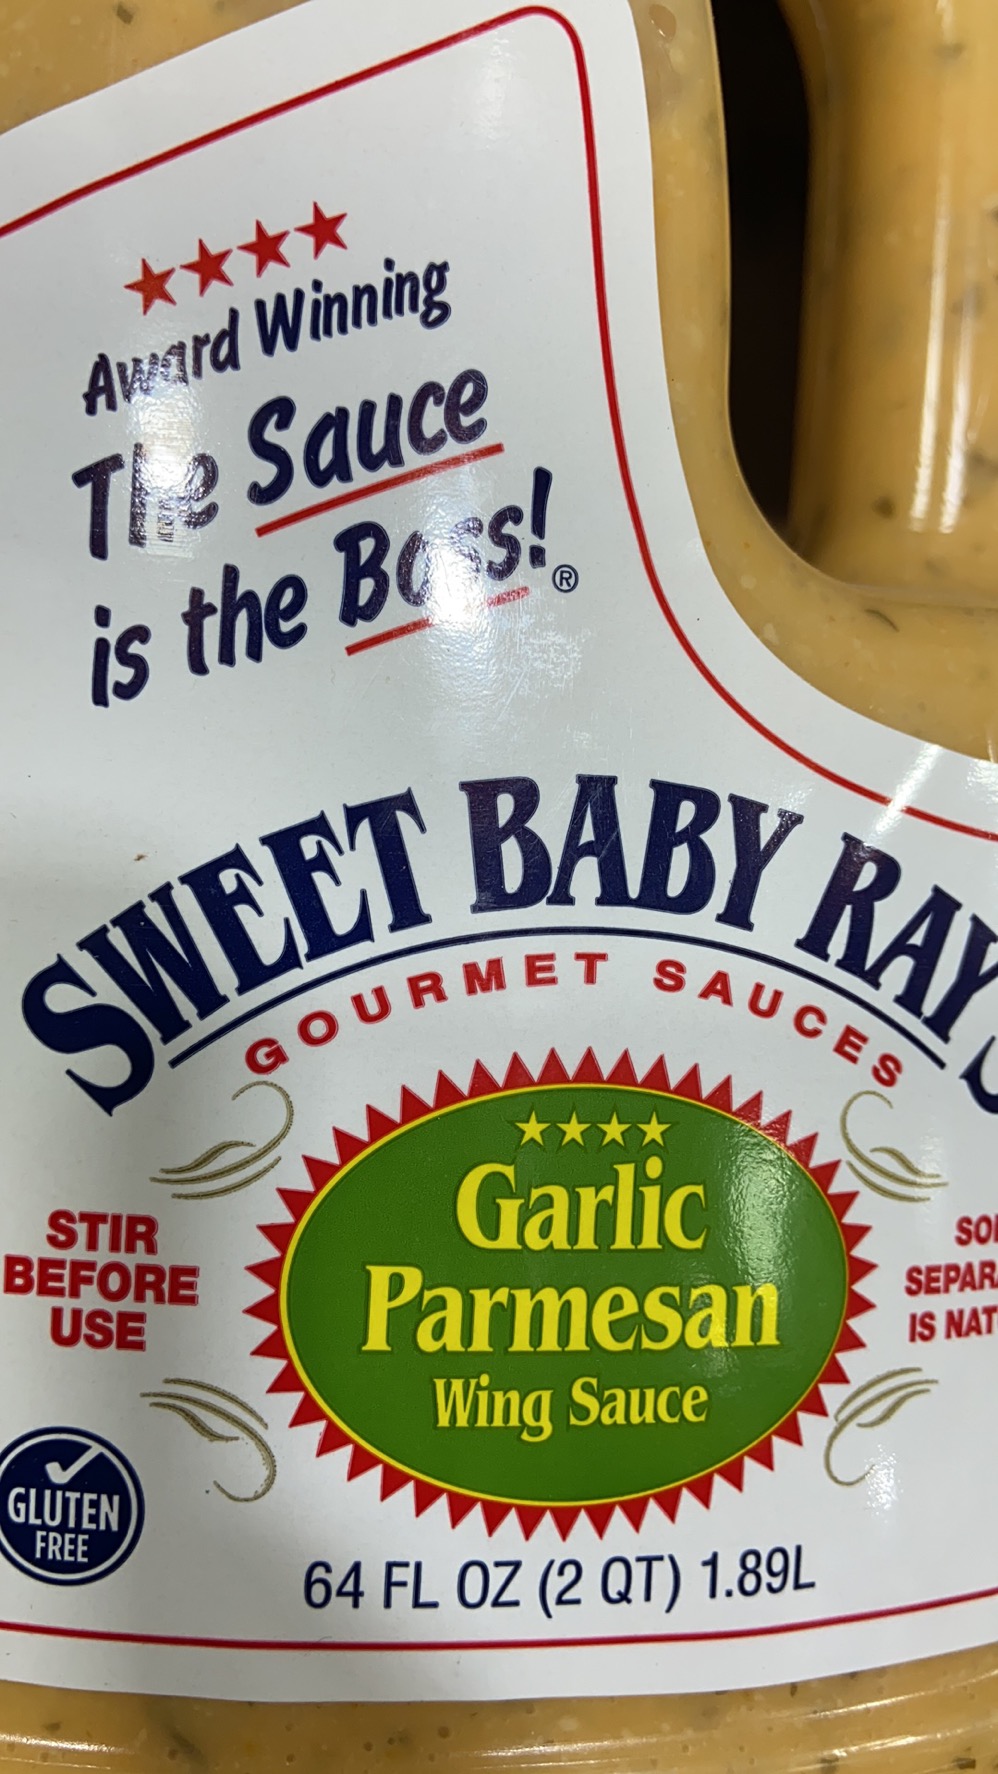 Award Winning
The Sauce
is the Boss!®
SWEET BABY RAY'S
GOURMET SAUCES
Garlic
Parmesan
Wing Sauce
STIR
BEFORE
USE
IS
GLUTEN
FREE
64 FL OZ (2 QT) 1.89L